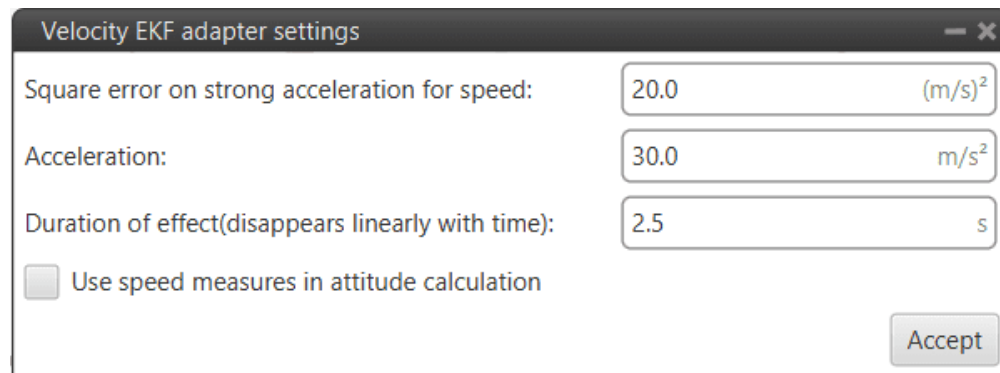 Velocity EKF adapter settings
Square error on strong acceleration for speed: 20.0 (m/s)²
Acceleration: 30.0 m/s²
Duration of effect(disappears linearly with time): 2.5 s
Use speed measures in attitude calculation
Accept